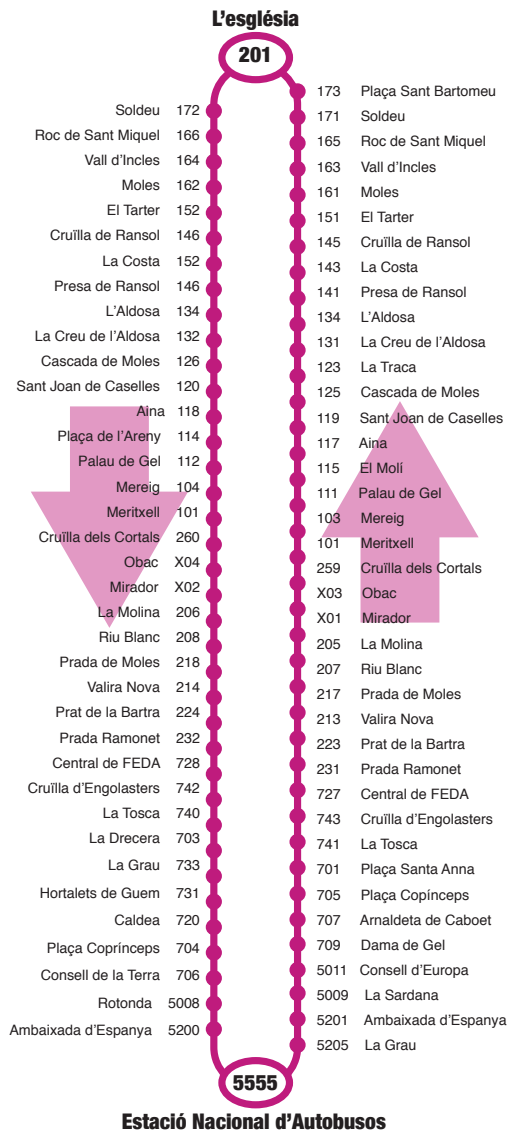 L'església
201
Soldeu 172
Roc de Sant Miquel 166
Vall d'Incles 164
Moles 162
El Tarter 152
Cruïlla de Ransol 146
La Costa 152
Presa de Ransol 146
L'Aldosa 134
La Creu de l'Aldosa 132
Cascada de Moles 126
Sant Joan de Caselles 120
Aina 118
Plaça de l'Areny 114
Palau de Gel 112
Mereig 104
Meritxell 101
Cruïlla dels Cortals 260
Obac X04
Mirador X02
La Molina 206
Riu Blanc 208
Prada de Moles 218
Valira Nova 214
Prat de la Bartra 224
Prada Ramonet 232
Central de FEDA 728
Cruïlla d'Engolasters 742
La Tosca 740
La Drecera 703
La Grau 733
Hortalets de Guem 731
Caldea 720
Plaça Coprínceps 704
Consell de la Terra 706
Rotonda 5008
Ambaixada d'Espanya 5200
173 Plaça Sant Bartomeu
171 Soldeu
165 Roc de Sant Miquel
163 Vall d'Incles
161 Moles
151 El Tarter
145 Cruïlla de Ransol
143 La Costa
141 Presa de Ransol
134 L'Aldosa
131 La Creu de l'Aldosa
123 La Traca
125 Cascada de Moles
119 Sant Joan de Caselles
117 Aina
115 El Molí
111 Palau de Gel
103 Mereig
101 Meritxell
259 Cruïlla dels Cortals
X03 Obac
X01 Mirador
205 La Molina
207 Riu Blanc
217 Prada de Moles
213 Valira Nova
223 Prat de la Bartra
231 Prada Ramonet
727 Central de FEDA
743 Cruïlla d'Engolasters
741 La Tosca
701 Plaça Santa Anna
705 Plaça Copínceps
707 Arnaldeta de Caboet
709 Dama de Gel
5011 Consell d'Europa
5009 La Sardana
5201 Ambaixada d'Espanya
5205 La Grau
5555
Estació Nacional d'Autobusos